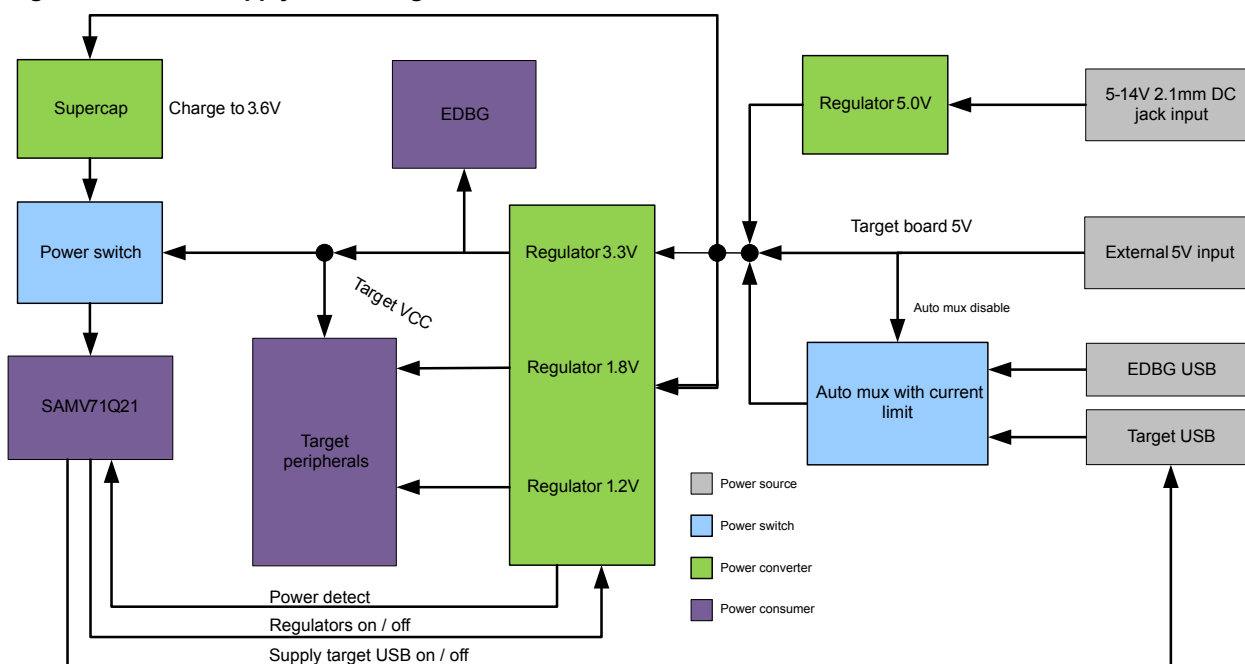 Supercap
Charge to 3.6V
EDBG
Regulator 5.0V
5-14V 2.1mm DC
jack input
Power switch
Regulator 3.3V
Target board 5V
External 5V input
Target VCC
Auto mux disable
SAMV71Q21
Target
peripherals
Regulator 1.8V
Regulator 1.2V
Auto mux with current
limit
EDBG USB
Target USB
Power source
Power switch
Power converter
Power consumer
Power detect
Regulators on / off
Supply target USB on / off